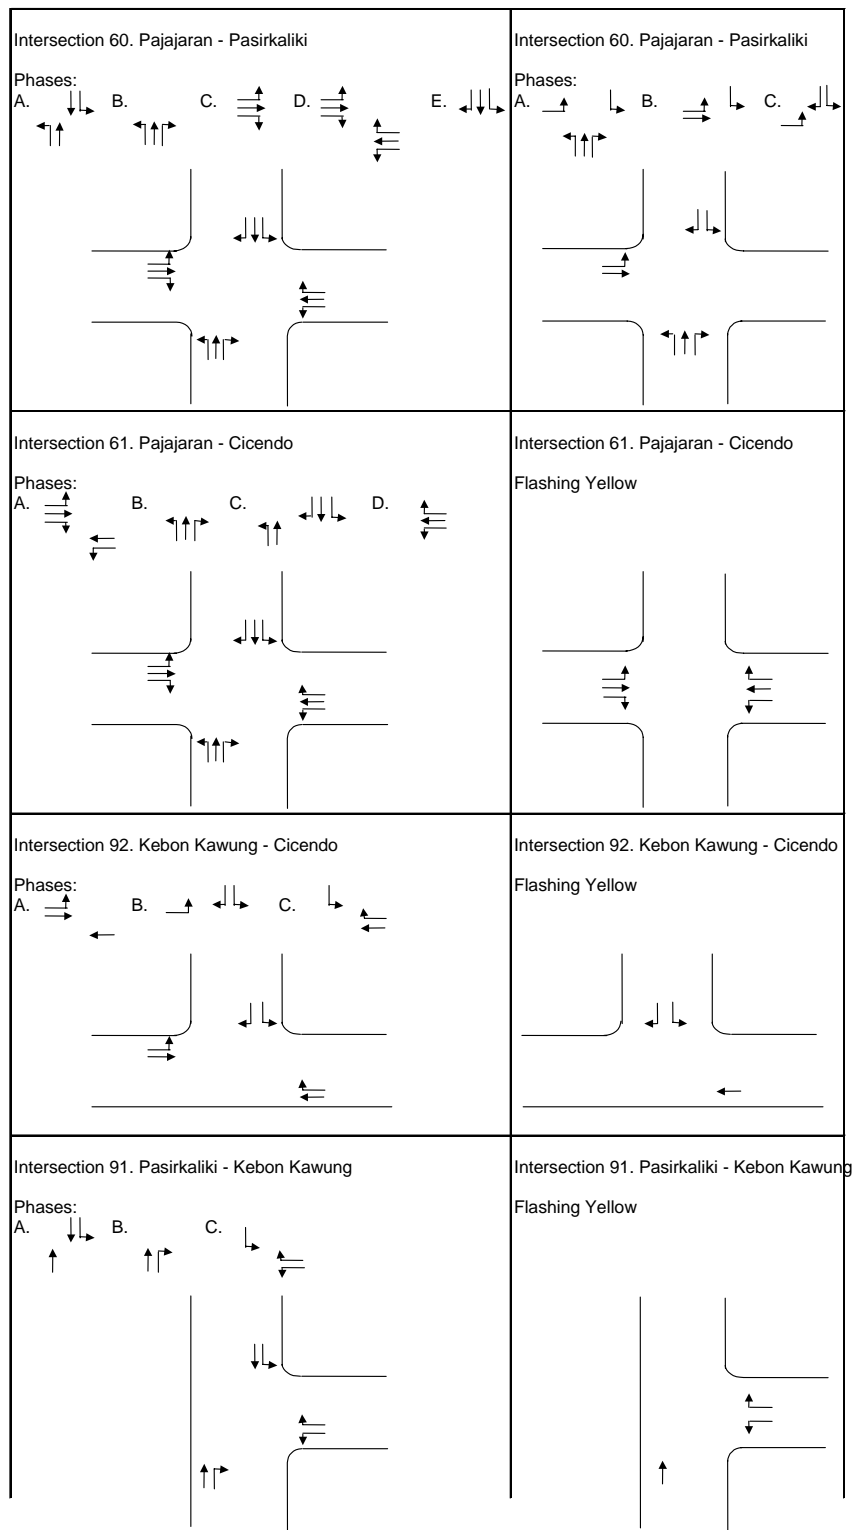 Intersection 60. Pajajaran - Pasirkaliki
Phases:
A. B. C. D. E.
Intersection 60. Pajajaran - Pasirkaliki
Phases:
A. B. C.
Intersection 61. Pajajaran - Cicendo
Phases:
A. B. C. D.
Intersection 61. Pajajaran - Cicendo
Flashing Yellow
Intersection 92. Kebon Kawung - Cicendo
Phases:
A. B. C.
Intersection 92. Kebon Kawung - Cicendo
Flashing Yellow
Intersection 91. Pasirkaliki - Kebon Kawung
Phases:
A. B. C.
Intersection 91. Pasirkaliki - Kebon Kawung
Flashing Yellow